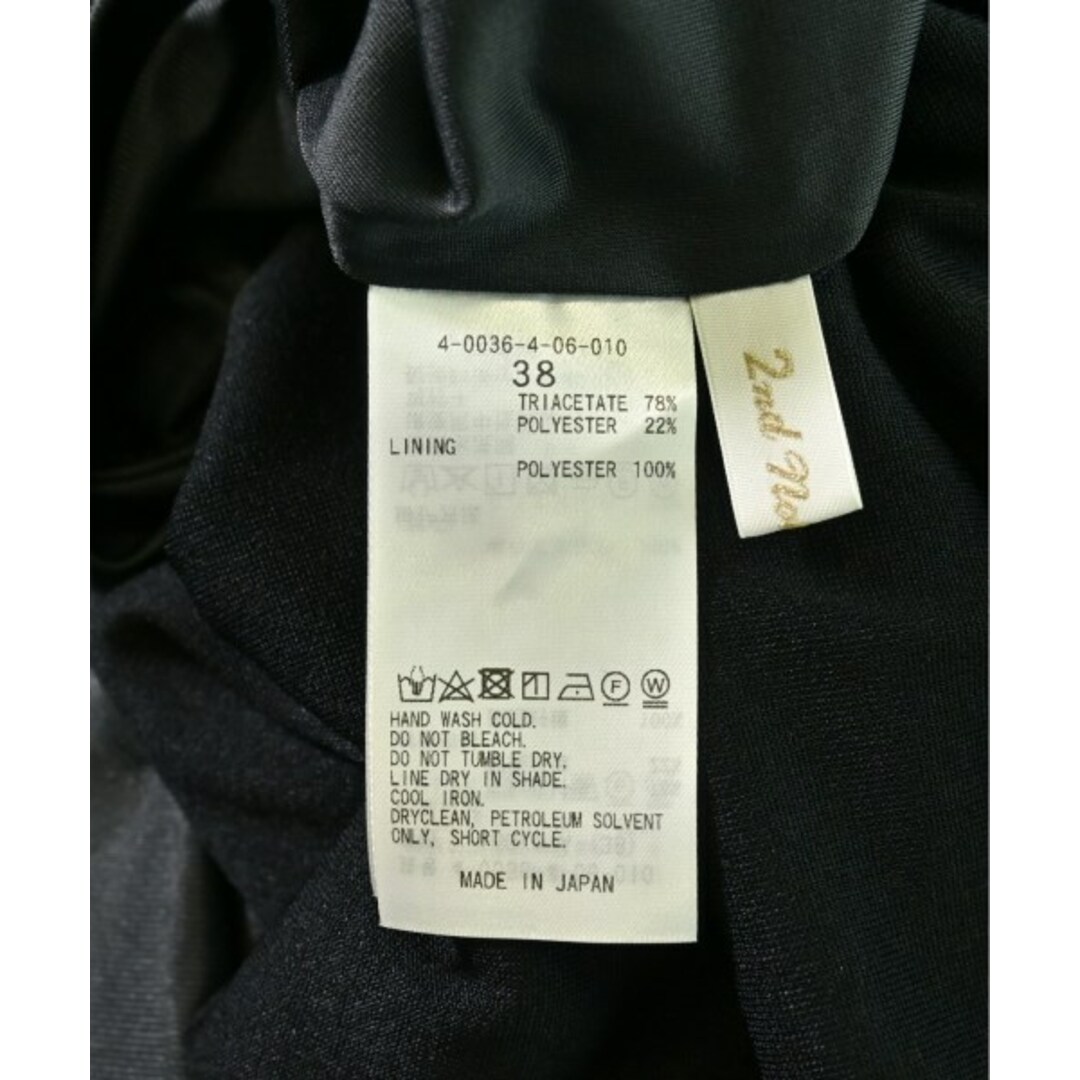 4-0036-4-06-010
38
TRIACETATE 78%
POLYESTER 22%
LINING
POLYESTER 100%
F
W
HAND WASH COLD.
DO NOT BLEACH.
DO NOT TUMBLE DRY.
LINE DRY IN SHADE.
COOL IRON.
DRYCLEAN, PETROLEUM SOLVENT
ONLY, SHORT CYCLE.
MADE IN JAPAN
2nd